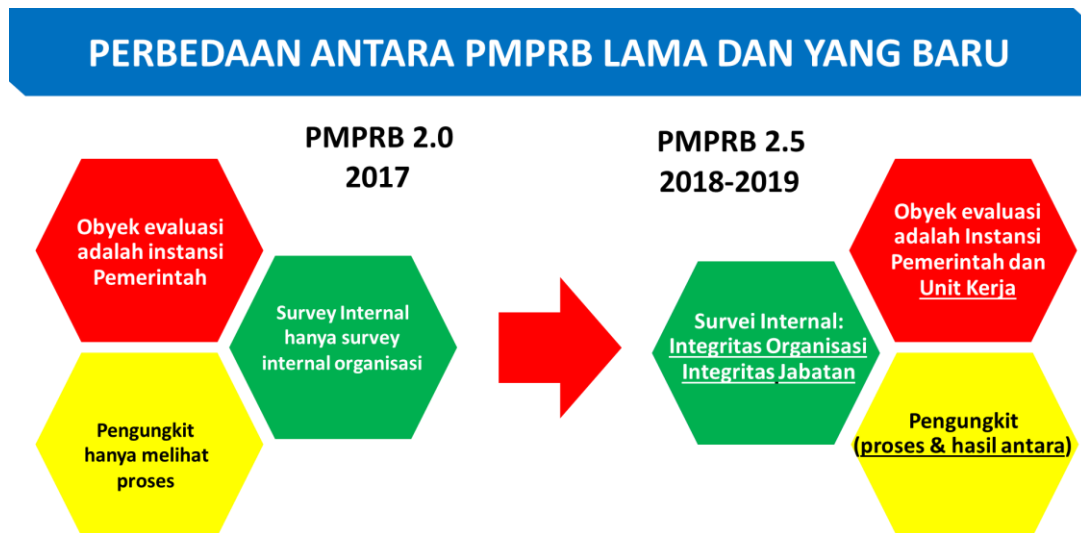 PERBEDAAN ANTARA PMPRB LAMA DAN YANG BARU
PMPRB 2.0
2017
Obyek evaluasi
adalah instansi
Pemerintah
Survey Internal
hanya survey
internal organisasi
Pengungkit
hanya melihat
proses
PMPRB 2.5
2018-2019
Obyek evaluasi
adalah Instansi
Pemerintah dan
Unit Kerja
Survei Internal:
Integritas Organisasi
Integritas Jabatan
Pengungkit
(proses & hasil antara)